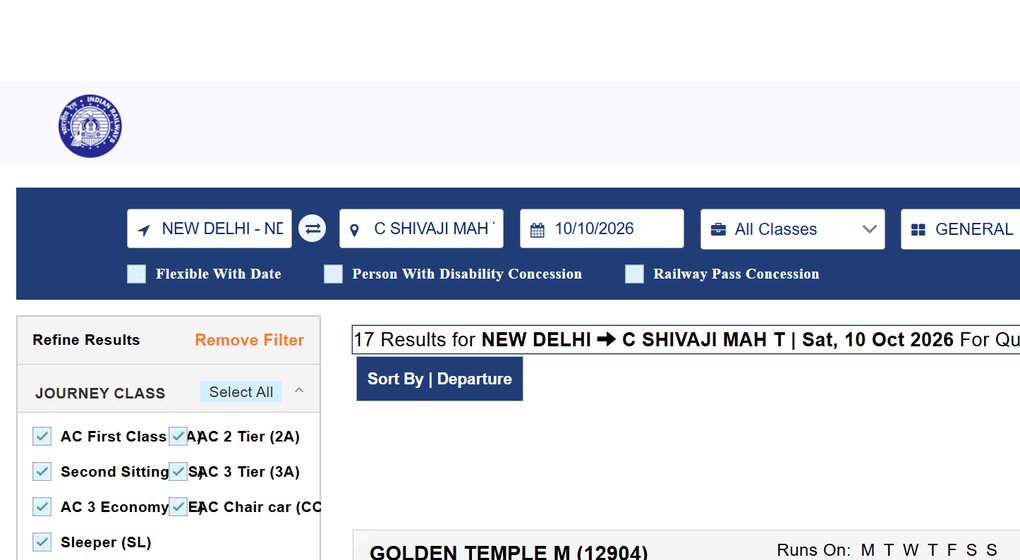 INDIAN RAILWAYS
भारतीय रेल
NEW DELHI - ND
C SHIVAJI MAH T
10/10/2026
All Classes
GENERAL
Flexible With Date
Person With Disability Concession
Railway Pass Concession
Refine Results
Remove Filter
17 Results for NEW DELHI → C SHIVAJI MAH T | Sat, 10 Oct 2026 For Qu
Sort By | Departure
JOURNEY CLASS
Select All
AC First Class
AC 2 Tier (2A)
Second Sitting
AC 3 Tier (3A)
AC 3 Economy
AC Chair car (CC
Sleeper (SL)
GOLDEN TEMPLE M (12904)
Runs On: M T W T F S S